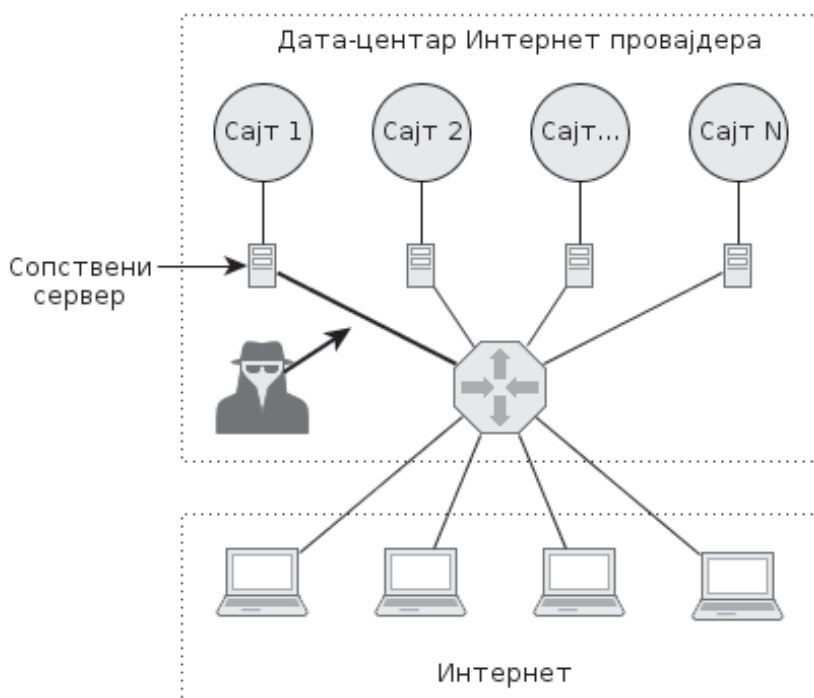 Дата-центар Интернет провајдера
Сајт 1
Сајт 2
Сајт...
Сајт N
Сопствени
сервер
Интернет